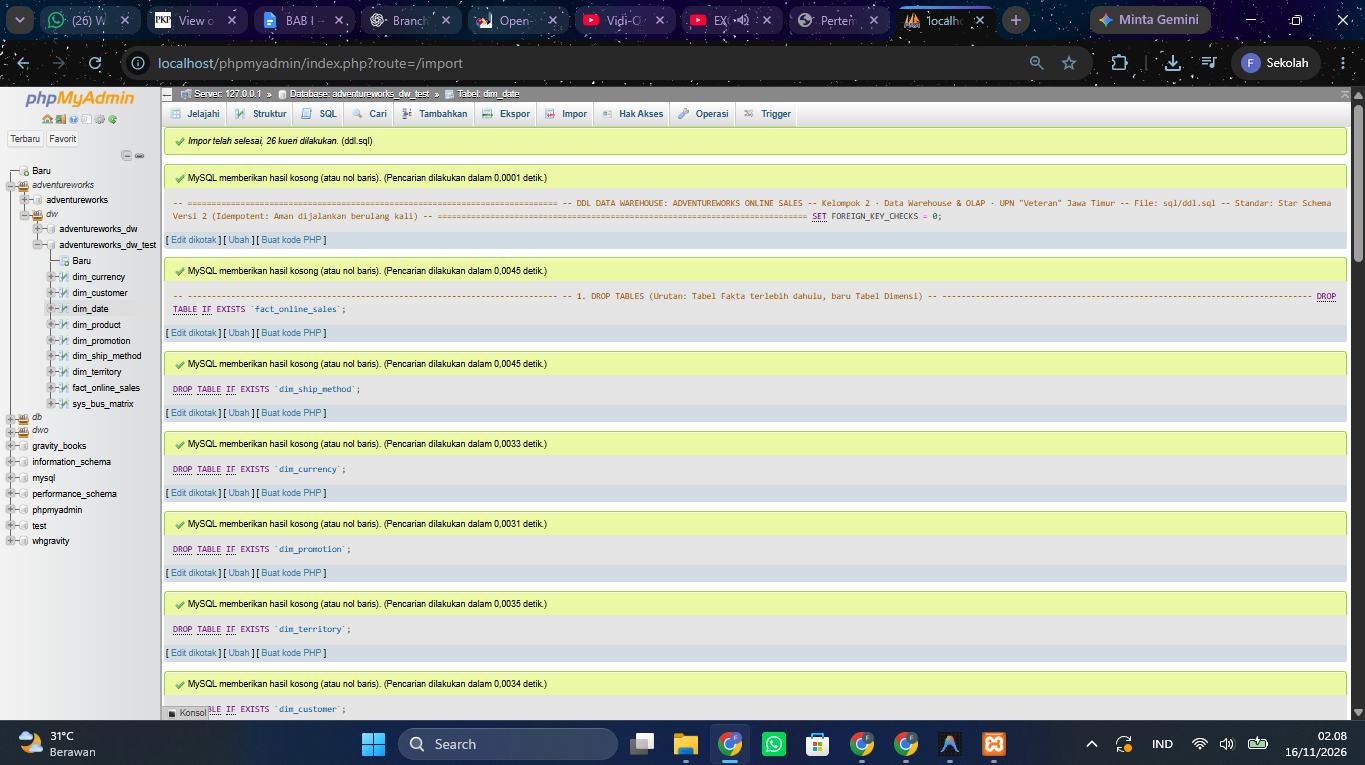 (26) W
View o
BAB I –
Branch
Open-
Vidi-O
EX
Pertem
localho
Minta Gemini
localhost/phpmyadmin/index.php?route=/import
F Sekolah
phpMyAdmin
Terbaru Favorit
Baru
adventureworks
adventureworks
dw
adventureworks_dw
adventureworks_dw_test
Baru
dim_currency
dim_customer
dim_date
dim_product
dim_promotion
dim_ship_method
dim_territory
fact_online_sales
sys_bus_matrix
db
dwo
gravity_books
information_schema
mysql
performance_schema
phpmyadmin
test
whgravity
Server: 127.0.0.1 » Database: adventureworks_dw_test » Tabel: dim_date
Jelajahi Struktur SQL Cari Tambahkan Ekspor Impor Hak Akses Operasi Trigger
Impor telah selesai, 26 kueri dilakukan. (ddl.sql)
MySQL memberikan hasil kosong (atau nol baris). (Pencarian dilakukan dalam 0,0001 detik.)
-- ============================================================================= -- DDL DATA WAREHOUSE: ADVENTUREWORKS ONLINE SALES -- Kelompok 2 · Data Warehouse & OLAP · UPN "Veteran" Jawa Timur -- File: sql/ddl.sql -- Standar: Star Schema
Versi 2 (Idempotent: Aman dijalankan berulang kali) -- ============================================================================= SET FOREIGN_KEY_CHECKS = 0;
[ Edit dikotak ] [ Ubah ] [ Buat kode PHP ]
MySQL memberikan hasil kosong (atau nol baris). (Pencarian dilakukan dalam 0,0045 detik.)
-- ----------------------------------------------------------------------------- -- 1. DROP TABLES (Urutan: Tabel Fakta terlebih dahulu, baru Tabel Dimensi) -- ----------------------------------------------------------------------------- DROP
TABLE IF EXISTS `fact_online_sales`;
[ Edit dikotak ] [ Ubah ] [ Buat kode PHP ]
MySQL memberikan hasil kosong (atau nol baris). (Pencarian dilakukan dalam 0,0045 detik.)
DROP TABLE IF EXISTS `dim_ship_method`;
[ Edit dikotak ] [ Ubah ] [ Buat kode PHP ]
MySQL memberikan hasil kosong (atau nol baris). (Pencarian dilakukan dalam 0,0033 detik.)
DROP TABLE IF EXISTS `dim_currency`;
[ Edit dikotak ] [ Ubah ] [ Buat kode PHP ]
MySQL memberikan hasil kosong (atau nol baris). (Pencarian dilakukan dalam 0,0031 detik.)
DROP TABLE IF EXISTS `dim_promotion`;
[ Edit dikotak ] [ Ubah ] [ Buat kode PHP ]
MySQL memberikan hasil kosong (atau nol baris). (Pencarian dilakukan dalam 0,0035 detik.)
DROP TABLE IF EXISTS `dim_territory`;
[ Edit dikotak ] [ Ubah ] [ Buat kode PHP ]
MySQL memberikan hasil kosong (atau nol baris). (Pencarian dilakukan dalam 0,0034 detik.)
Konsol BLE IF EXISTS `dim_customer`;
31°C
Berawan
Search
IND
02.08
16/11/2026